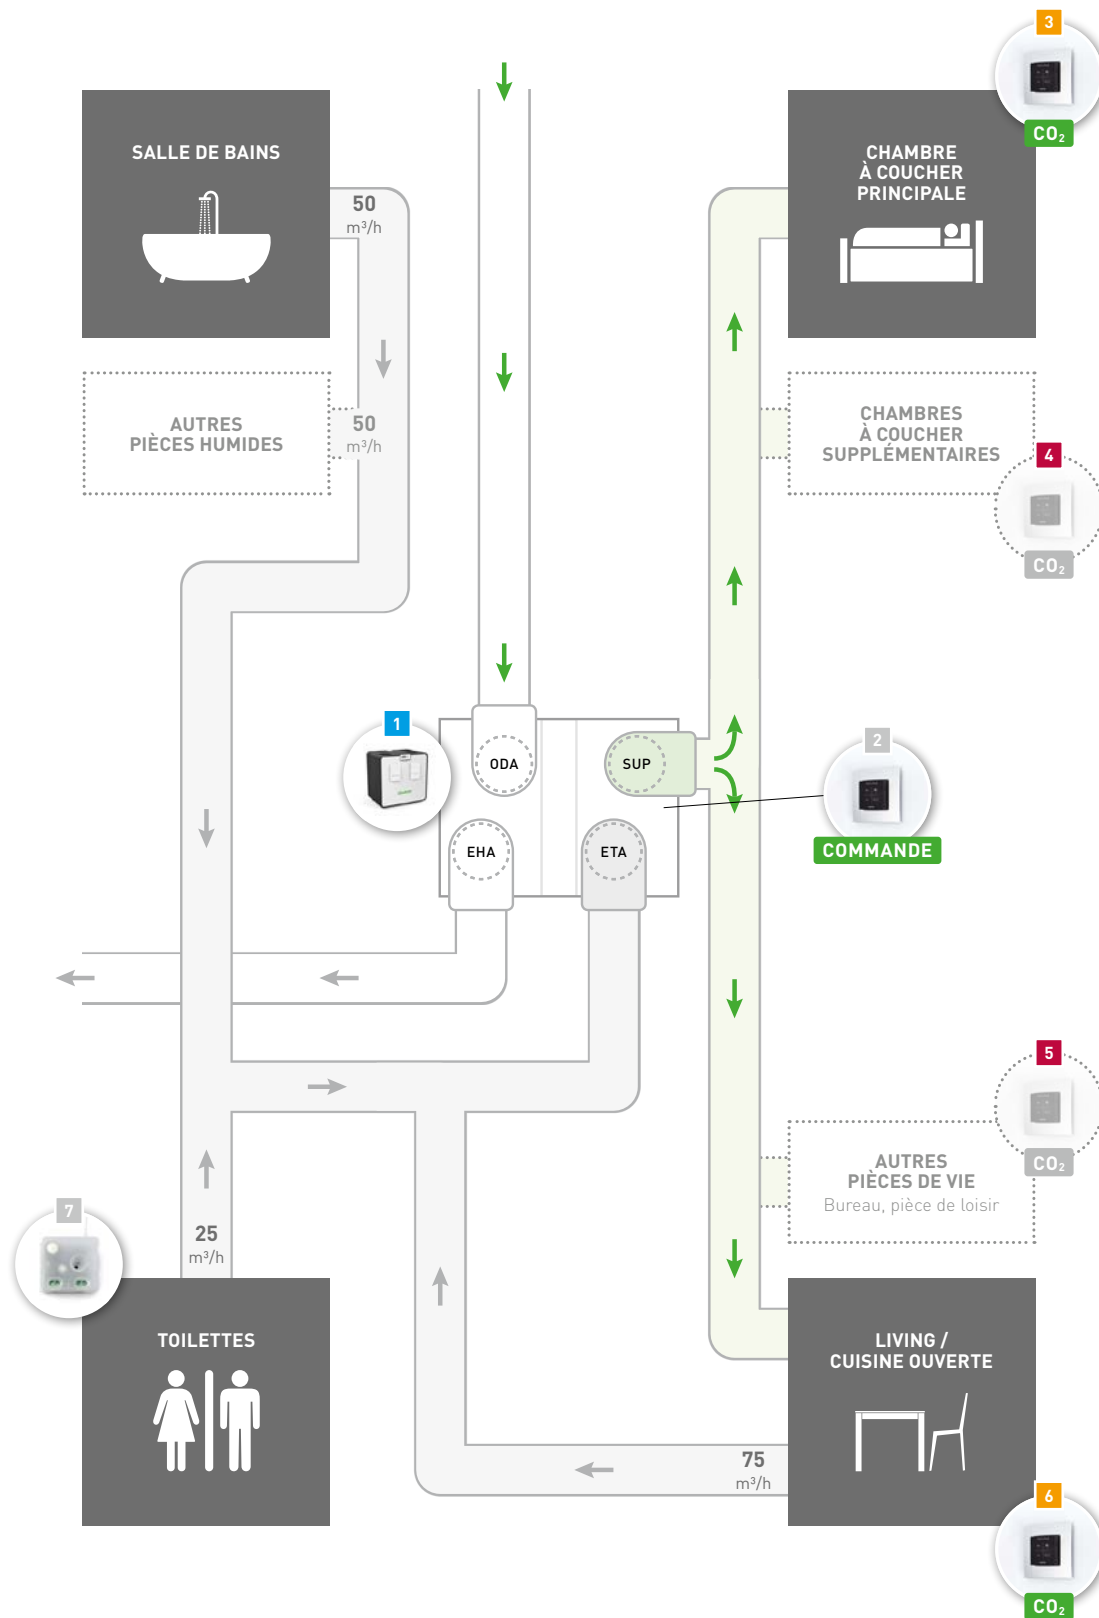 3
CO₂
SALLE DE BAINS
50
m³/h
CHAMBRE
À COUCHER
PRINCIPALE
AUTRES
PIÈCES HUMIDES
50
m³/h
CHAMBRES
À COUCHER
SUPPLÉMENTAIRES
4
CO₂
1
ODA
SUP
2
COMMANDE
EHA
ETA
5
CO₂
AUTRES
PIÈCES DE VIE
Bureau, pièce de loisir
7
25
m³/h
TOILETTES
LIVING /
CUISINE OUVERTE
75
m³/h
6
CO₂